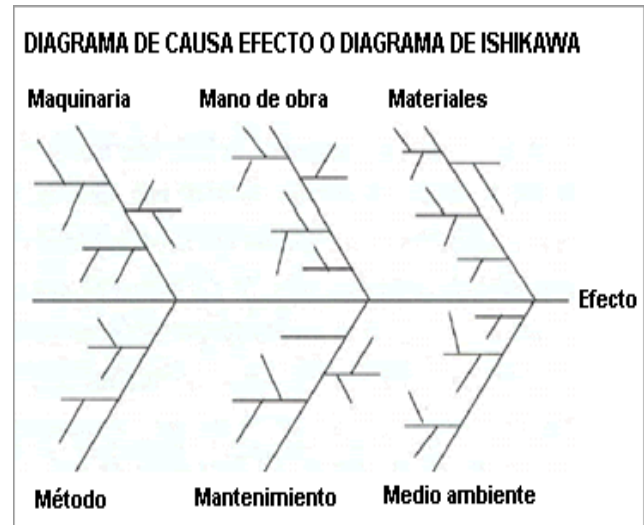 DIAGRAMA DE CAUSA EFECTO O DIAGRAMA DE ISHIKAWA
Maquinaria
Mano de obra
Materiales
Efecto
Método
Mantenimiento
Medio ambiente